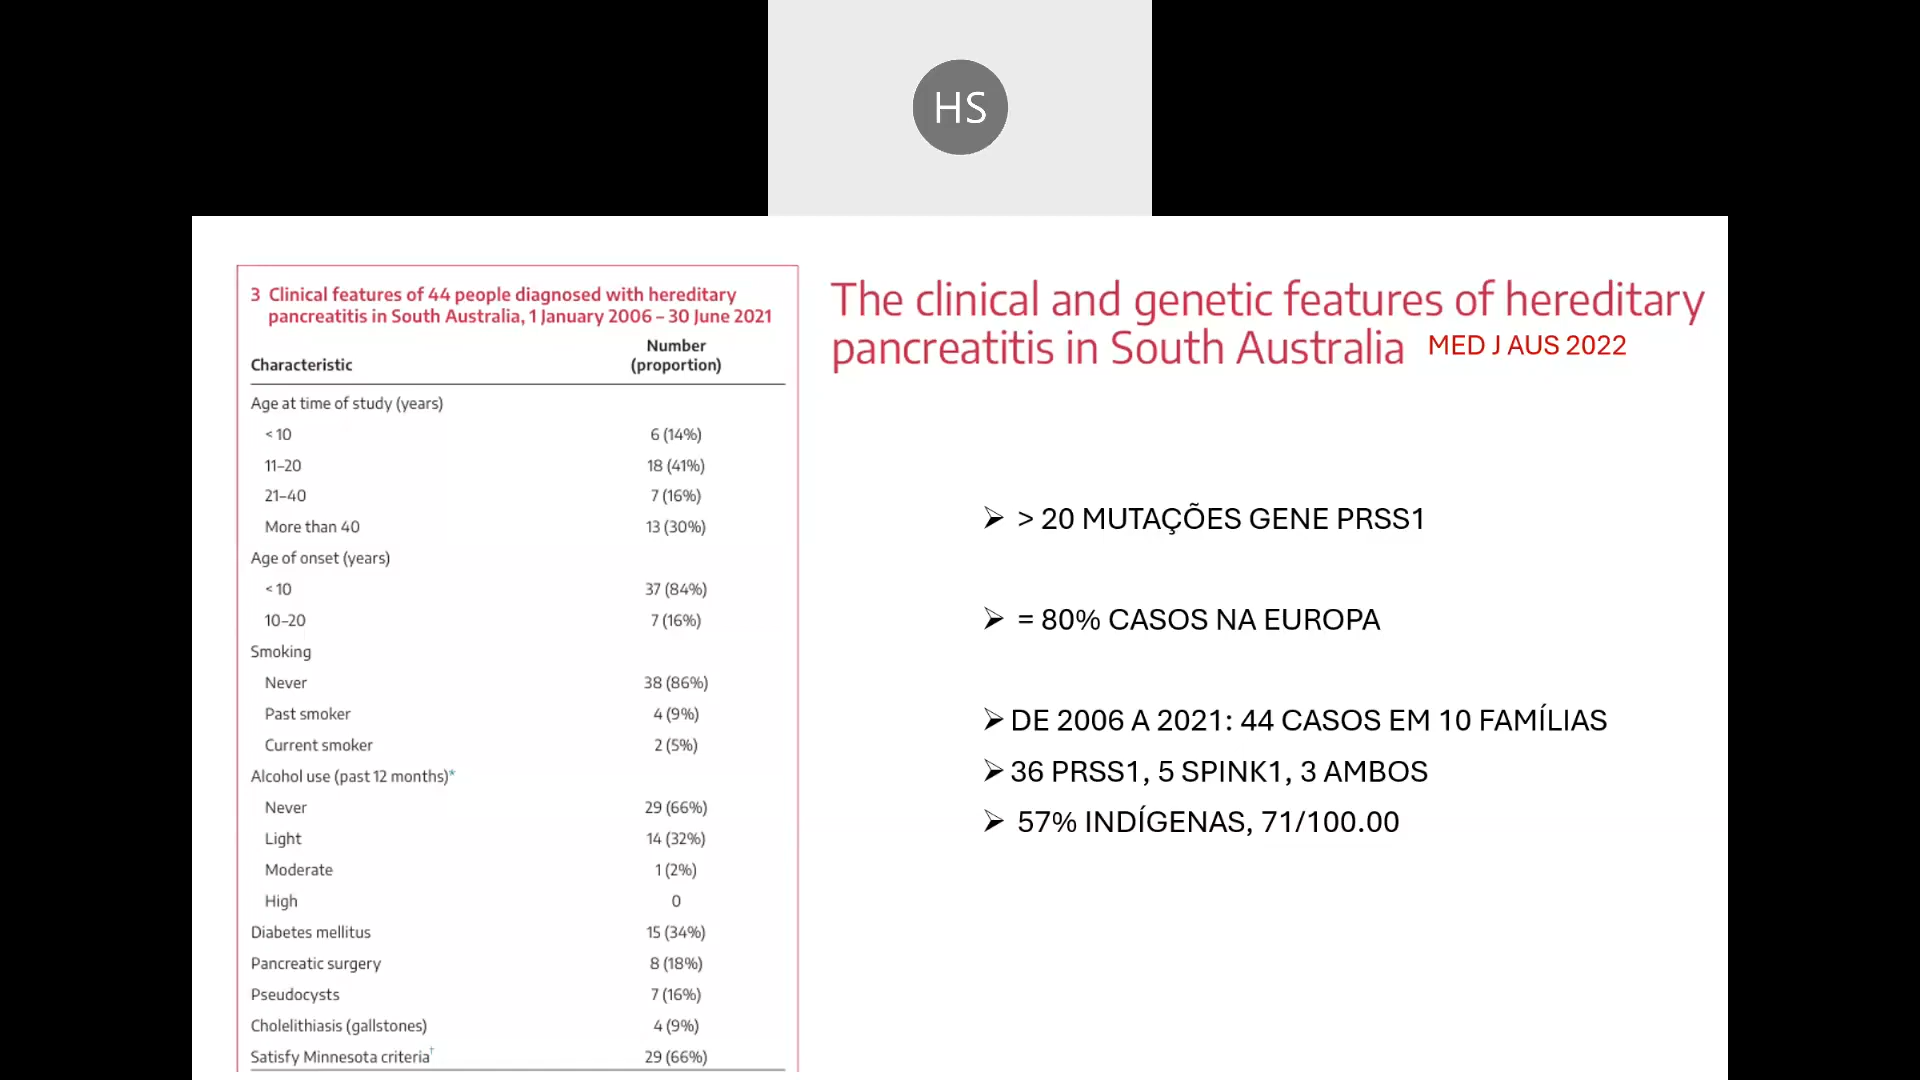 HS
3 Clinical features of 44 people diagnosed with hereditary
pancreatitis in South Australia, 1 January 2006 – 30 June 2021
Characteristic Number (proportion)
Age at time of study (years)
< 10 6 (14%)
11–20 18 (41%)
21–40 7 (16%)
More than 40 13 (30%)
Age of onset (years)
< 10 37 (84%)
10–20 7 (16%)
Smoking
Never 38 (86%)
Past smoker 4 (9%)
Current smoker 2 (5%)
Alcohol use (past 12 months)*
Never 29 (66%)
Light 14 (32%)
Moderate 1 (2%)
High 0
Diabetes mellitus 15 (34%)
Pancreatic surgery 8 (18%)
Pseudocysts 7 (16%)
Cholelithiasis (gallstones) 4 (9%)
Satisfy Minnesota criteria† 29 (66%)
The clinical and genetic features of hereditary
pancreatitis in South Australia MED J AUS 2022
➢ > 20 MUTAÇÕES GENE PRSS1
➢ = 80% CASOS NA EUROPA
➢ DE 2006 A 2021: 44 CASOS EM 10 FAMÍLIAS
➢ 36 PRSS1, 5 SPINK1, 3 AMBOS
➢ 57% INDÍGENAS, 71/100.00